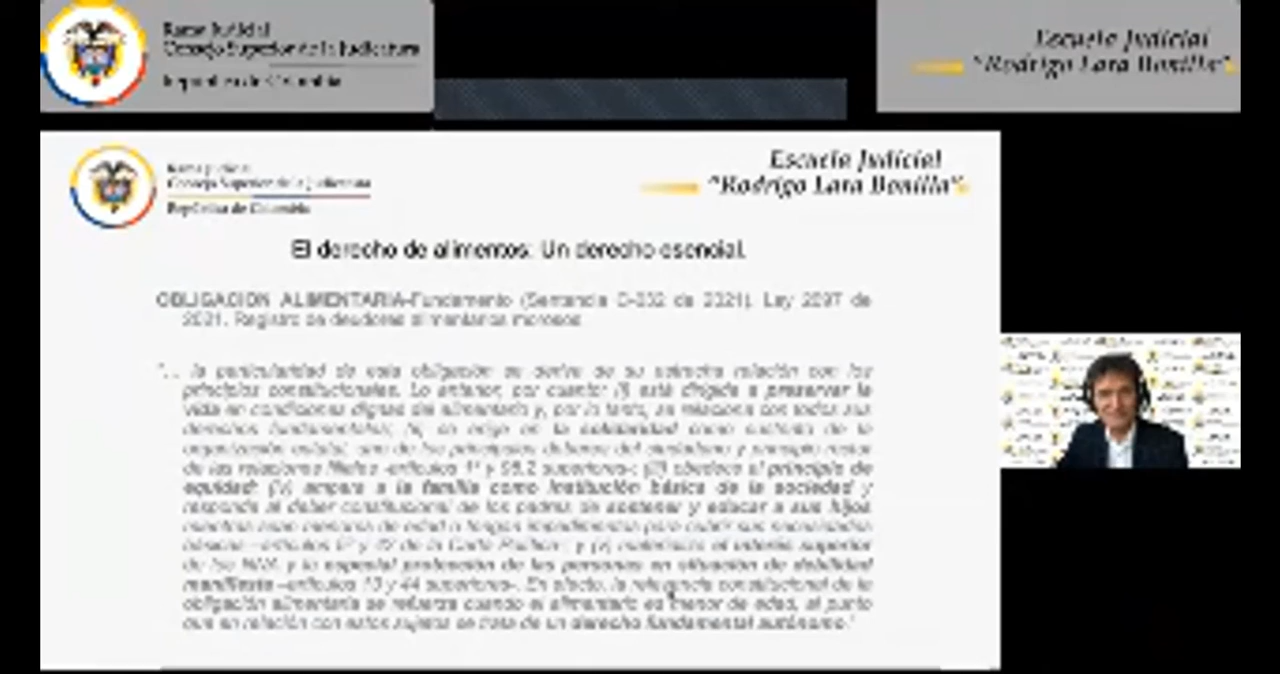 Rama Judicial
Consejo Superior de la Judicatura
República de Colombia
Escuela Judicial
"Rodrigo Lara Bonilla"
Rama Judicial
Consejo Superior de la Judicatura
República de Colombia
Escuela Judicial
"Rodrigo Lara Bonilla"
El derecho de alimentos: Un derecho esencial.
OBLIGACION ALIMENTARIA-Fundamento (Sentencia de 2021). Ley 2097 de
2021. Registro de deudores alimentarios morosos
"... la particularidad de esta obligación se deriva de su estrecha relación con los
principios constitucionales. Lo anterior, por cuanto: (i) está dirigida a preservar la
vida en condiciones dignas del alimentario y, por lo tanto, se relaciona con todos sus
derechos fundamentales; (ii) se erige en la solidaridad como sustento de la
organización estatal, uno de los principales deberes del ciudadano y principio rector
de las relaciones -artículos 1º y 95.2 superiores-; (iii) obedece al principio de
equidad; (iv) ampara a la familia como institución básica de la sociedad y
responde al deber constitucional de los padres de sostener y educar a sus hijos
mientras sean menores de edad o tengan impedimentos para cubrir sus necesidades
básicas -artículos 5º y 42 de la Carta Política-; y (v) materializa el interés superior
de los NNA y la especial protección de las personas en situación de debilidad
manifiesta -artículos 13 y 44 superiores-. En efecto, la relevancia constitucional de la
obligación alimentaria se refuerza cuando el alimentario es menor de edad, al punto
que en relación con estos sujetos se trata de un derecho fundamental autónomo."